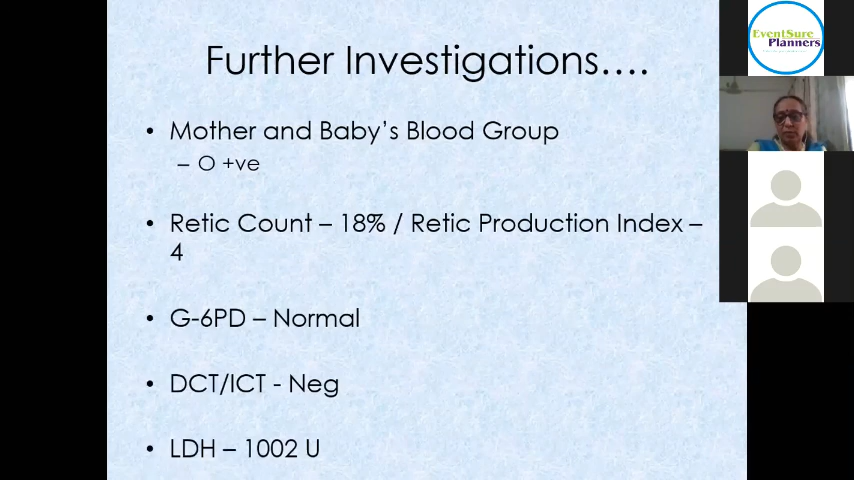 Further Investigations….
• Mother and Baby's Blood Group
– O +ve
• Retic Count – 18% / Retic Production Index –
4
• G-6PD – Normal
• DCT/ICT - Neg
• LDH – 1002 U
EventSure
Planners